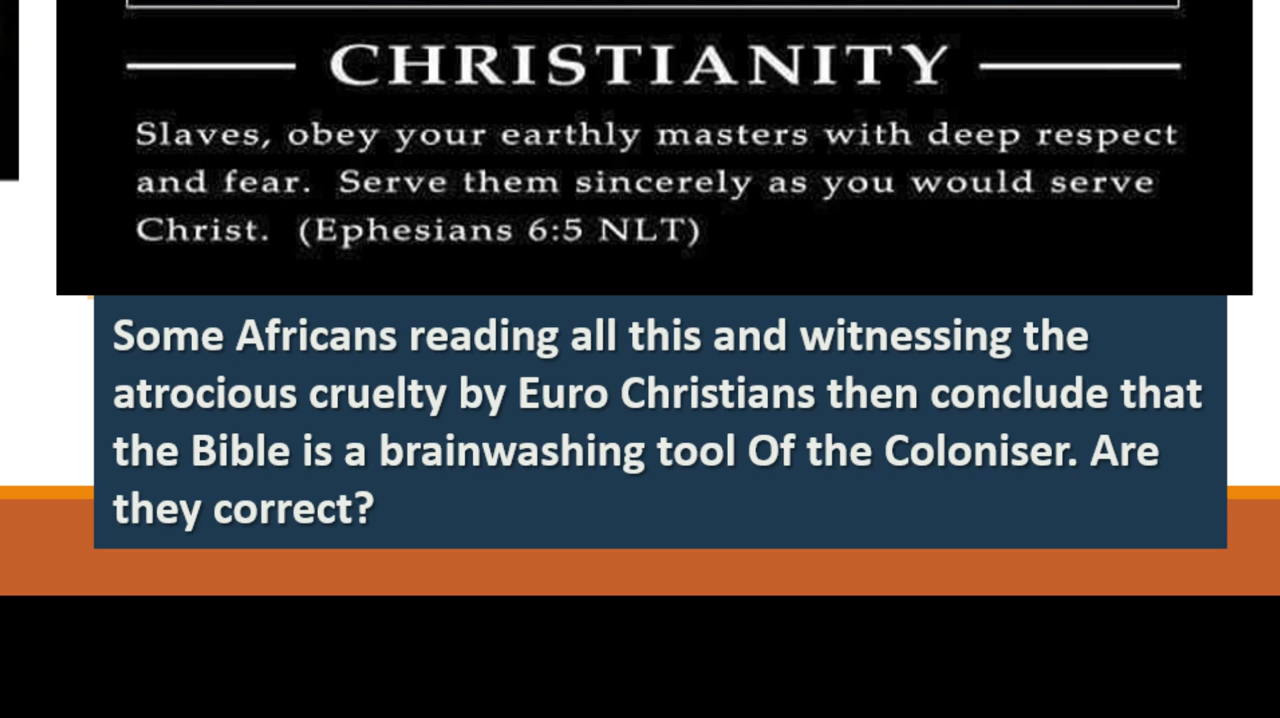 CHRISTIANITY
Slaves, obey your earthly masters with deep respect
and fear. Serve them sincerely as you would serve
Christ. (Ephesians 6:5 NLT)
Some Africans reading all this and witnessing the
atrocious cruelty by Euro Christians then conclude that
the Bible is a brainwashing tool Of the Coloniser. Are
they correct?